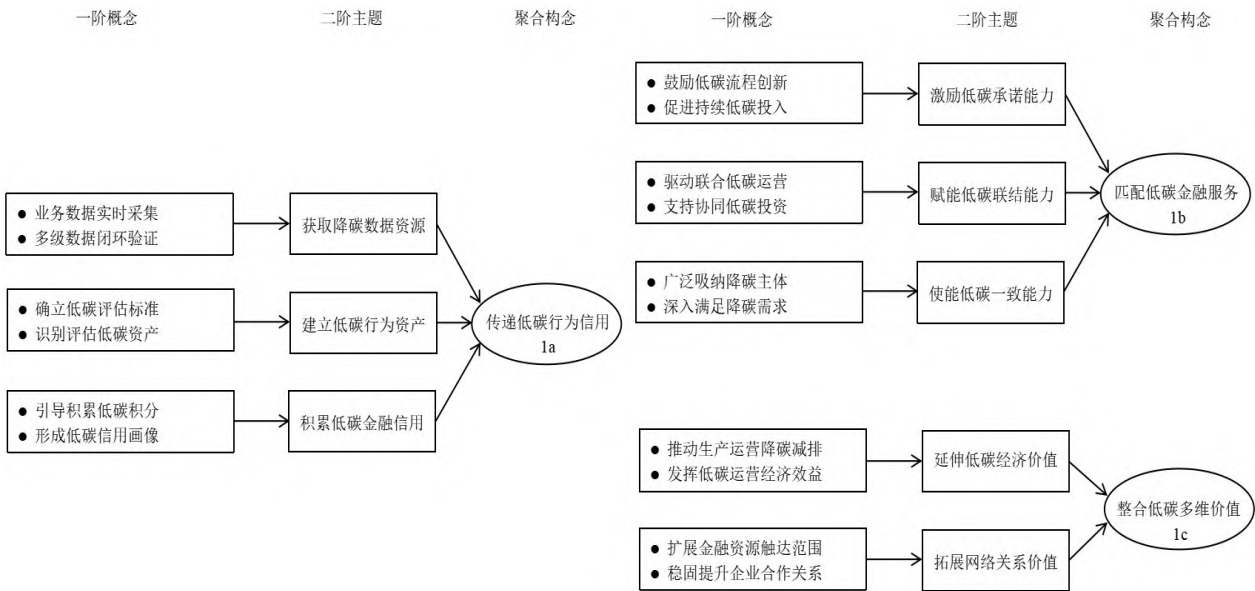 一阶概念
二阶主题
聚合构念
业务数据实时采集
多级数据闭环验证
获取降碳数据资源
确立低碳评估标准
识别评估低碳资产
建立低碳行为资产
引导积累低碳积分
形成低碳信用画像
积累低碳金融信用
传递低碳行为信用
1a
一阶概念
二阶主题
聚合构念
鼓励低碳流程创新
促进持续低碳投入
激励低碳承诺能力
驱动联合低碳运营
支持协同低碳投资
赋能低碳联结能力
广泛吸纳降碳主体
深入满足降碳需求
使能低碳一致能力
匹配低碳金融服务
1b
推动生产运营降碳减排
发挥低碳运营经济效益
延伸低碳经济价值
扩展金融资源触达范围
稳固提升企业合作关系
拓展网络关系价值
整合低碳多维价值
1c